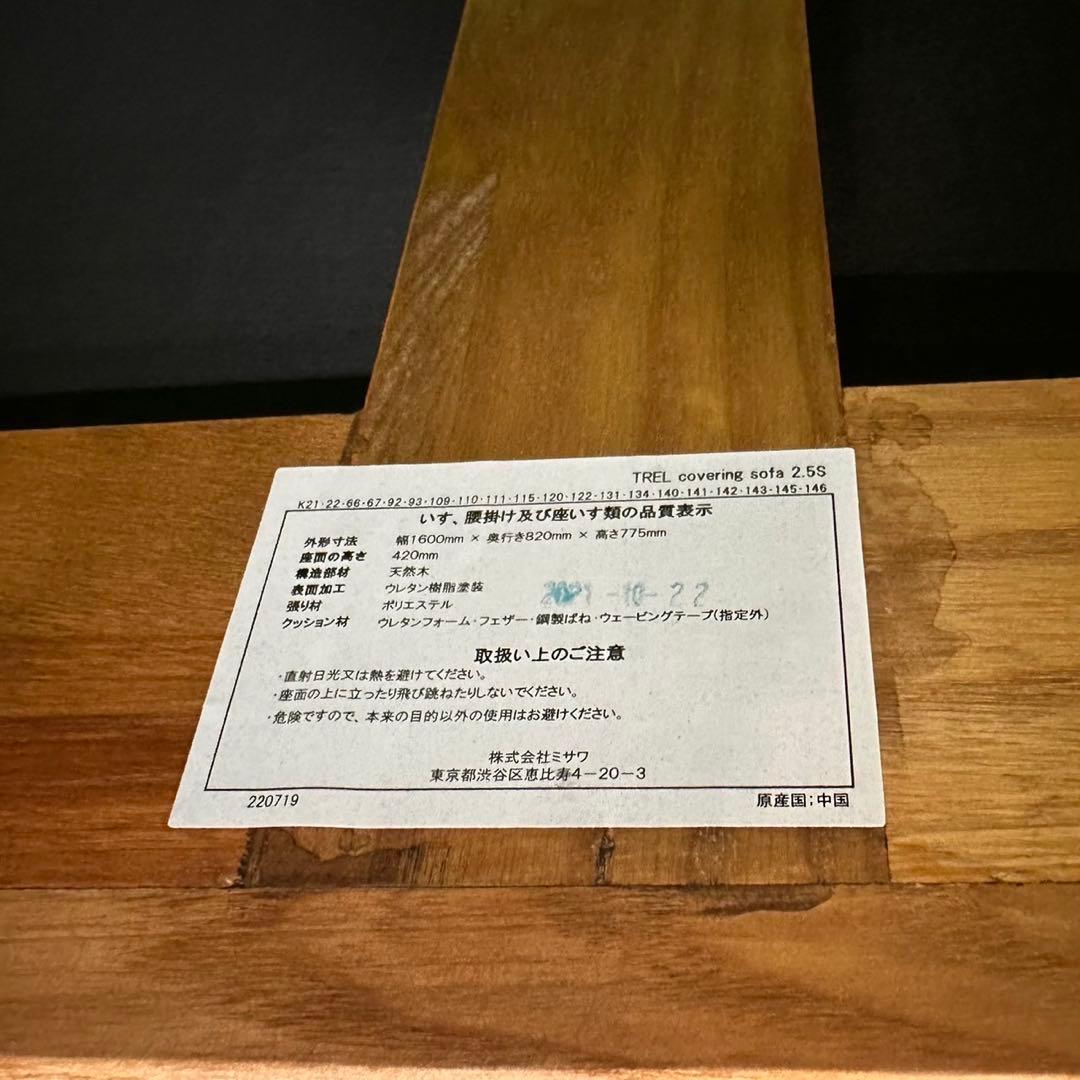 TREL covering sofa 2.5S
K21・22・66・67・92・93・109・110・111・115・120・122・131・134・140・141・142・143・145・146
いす、腰掛け及び座いす類の品質表示
外形寸法 幅1600mm × 奥行き820mm × 高さ775mm
座面の高さ 420mm
構造部材 天然木
表面加工 ウレタン樹脂塗装
張り材 ポリエステル
-10-22
クッション材 ウレタンフォーム・フェザー・鋼製ばね・ウェービングテープ(指定外)
取扱い上のご注意
・直射日光又は熱を避けてください。
・座面の上に立ったり飛び跳ねたりしないでください。
・危険ですので、本来の目的以外の使用はお避けください。
株式会社ミサワ
東京都渋谷区恵比寿4-20-3
220719
原産国;中国